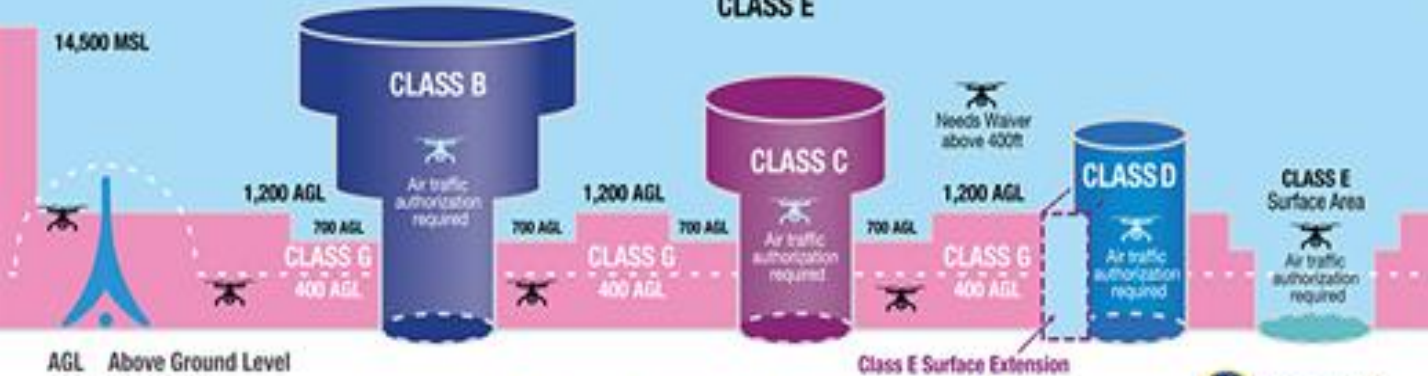 CLASS E
14,500 MSL
CLASS B
Air traffic
authorization
required
CLASS C
Air traffic
authorization
required
Needs Waiver
above 400ft
CLASS D
Air traffic
authorization
required
CLASS E
Surface Area
Air traffic
authorization
required
1,200 AGL
700 AGL
CLASS G
400 AGL
700 AGL
1,200 AGL
CLASS G
400 AGL
700 AGL
700 AGL
1,200 AGL
CLASS G
400 AGL
AGL Above Ground Level
Class E Surface Extension